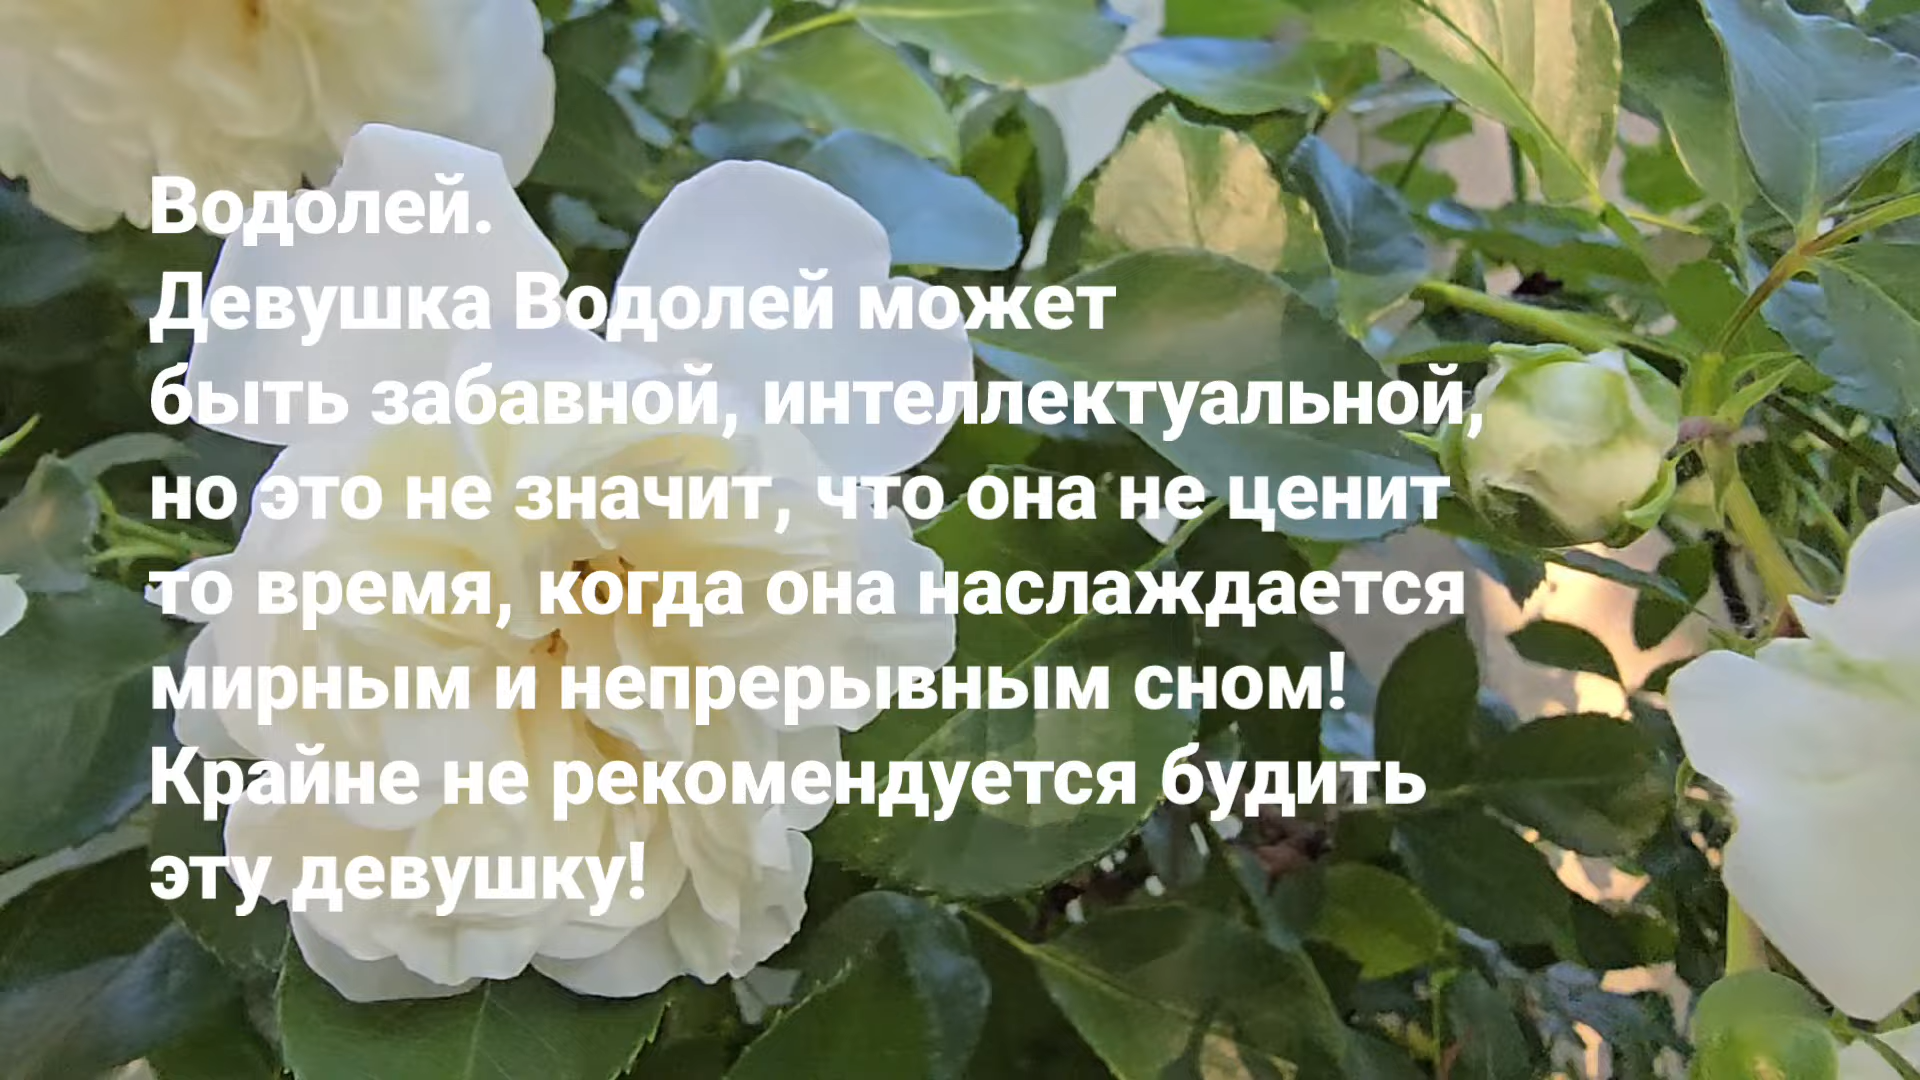 Водолей.
Девушка Водолей может
быть забавной, интеллектуальной,
но это не значит, что она не ценит
то время, когда она наслаждается
мирным и непрерывным сном!
Крайне не рекомендуется будить
эту девушку!